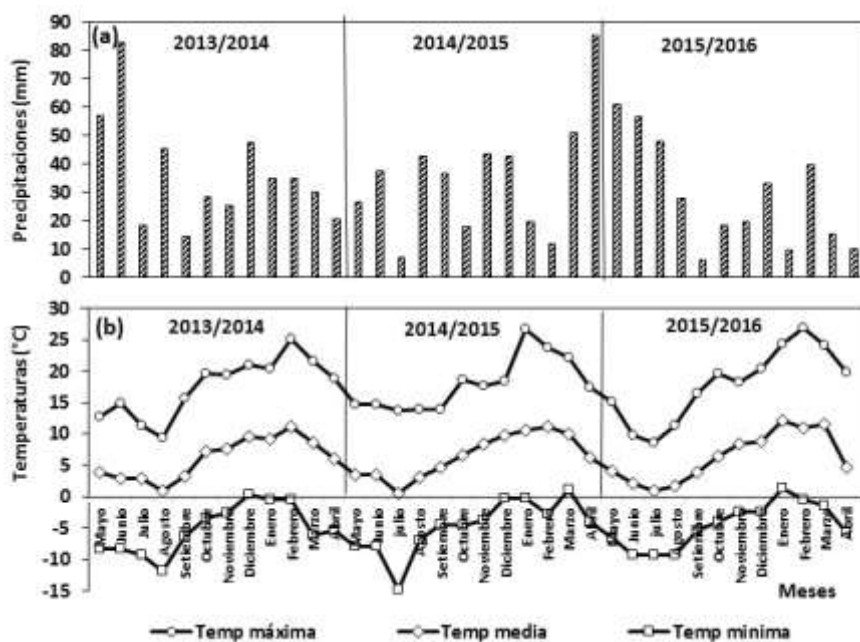 Precipitaciones (mm)
90
80
70
60
50
40
30
20
10
0
(a)
2013/2014
2014/2015
2015/2016
Temperaturas (°C)
30
25
20
15
10
5
0
-5
-10
-15
(b)
2013/2014
2014/2015
2015/2016
Mayo
Junio
Julio
Agosto
Setiembre
Octubre
Noviembre
Diciembre
Enero
Febrero
Marzo
Abril
Mayo
Junio
julio
Agosto
Setiembre
Octubre
Noviembre
Diciembre
Enero
Febrero
Marzo
Abril
Mayo
Junio
julio
agosto
Setiembre
Octubre
Noviembre
Diciembre
Enero
Febrero
Marzo
Abril
Meses
Temp máxima
Temp media
Temp minima